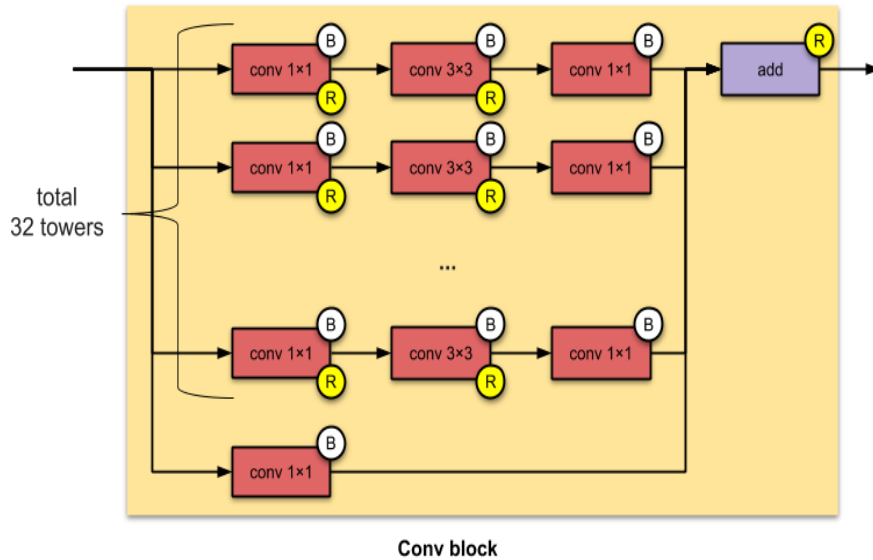 B B B R
conv 1×1 conv 3×3 conv 1×1 add
R R
B B B
conv 1×1 conv 3×3 conv 1×1
R R
total
32 towers
...
B B B
conv 1×1 conv 3×3 conv 1×1
R R
B
conv 1×1
Conv block